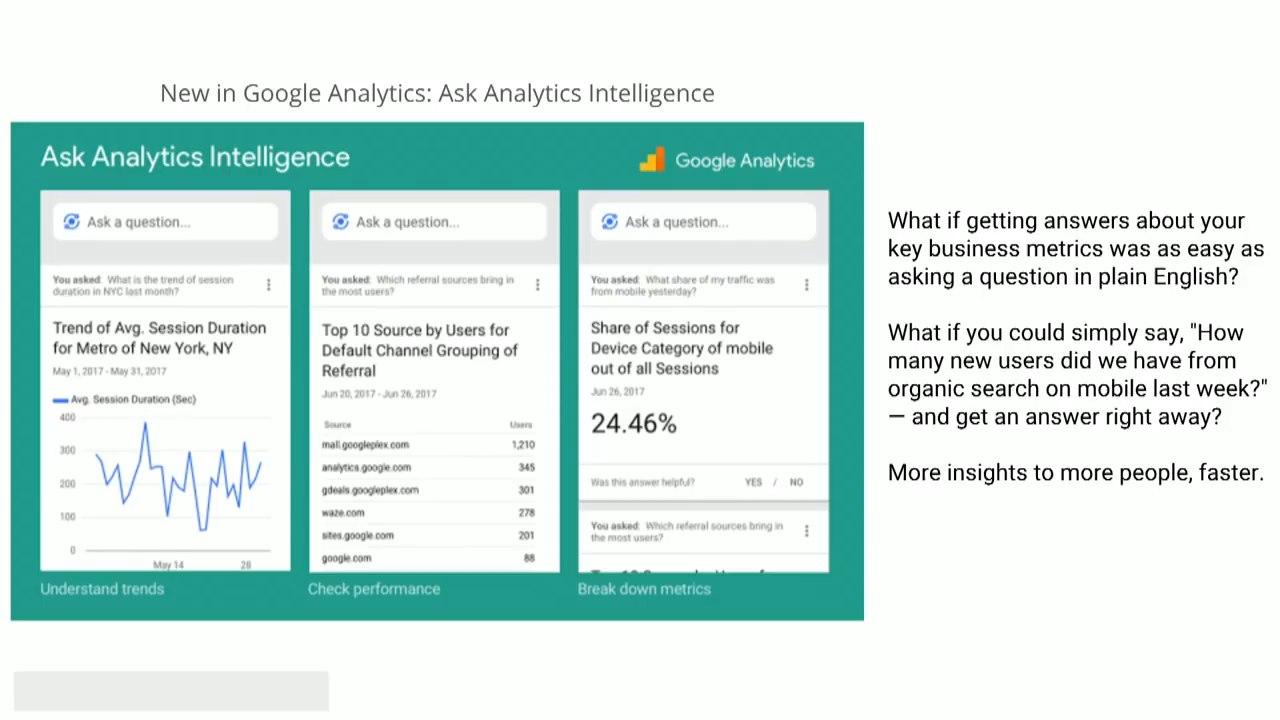 New in Google Analytics: Ask Analytics Intelligence
Ask Analytics Intelligence
Google Analytics
Ask a question...
You asked: What is the trend of session
duration in NYC last month?
Trend of Avg. Session Duration
for Metro of New York, NY
May 1, 2017 - May 31, 2017
Avg. Session Duration (Sec)
400
300
200
100
0
May 14
28
Understand trends
Ask a question...
You asked: Which referral sources bring in
the most users?
Top 10 Source by Users for
Default Channel Grouping of
Referral
Jun 20, 2017 - Jun 26, 2017
Source Users
mall.googleplex.com 1,210
analytics.google.com 345
gdeals.googleplex.com 301
waze.com 278
sites.google.com 201
google.com 88
Check performance
Ask a question...
You asked: What share of my traffic was
from mobile yesterday?
Share of Sessions for
Device Category of mobile
out of all Sessions
Jun 26, 2017
24.46%
Was this answer helpful? YES / NO
You asked: Which referral sources bring in
the most users?
Break down metrics
What if getting answers about your
key business metrics was as easy as
asking a question in plain English?
What if you could simply say, "How
many new users did we have from
organic search on mobile last week?"
— and get an answer right away?
More insights to more people, faster.